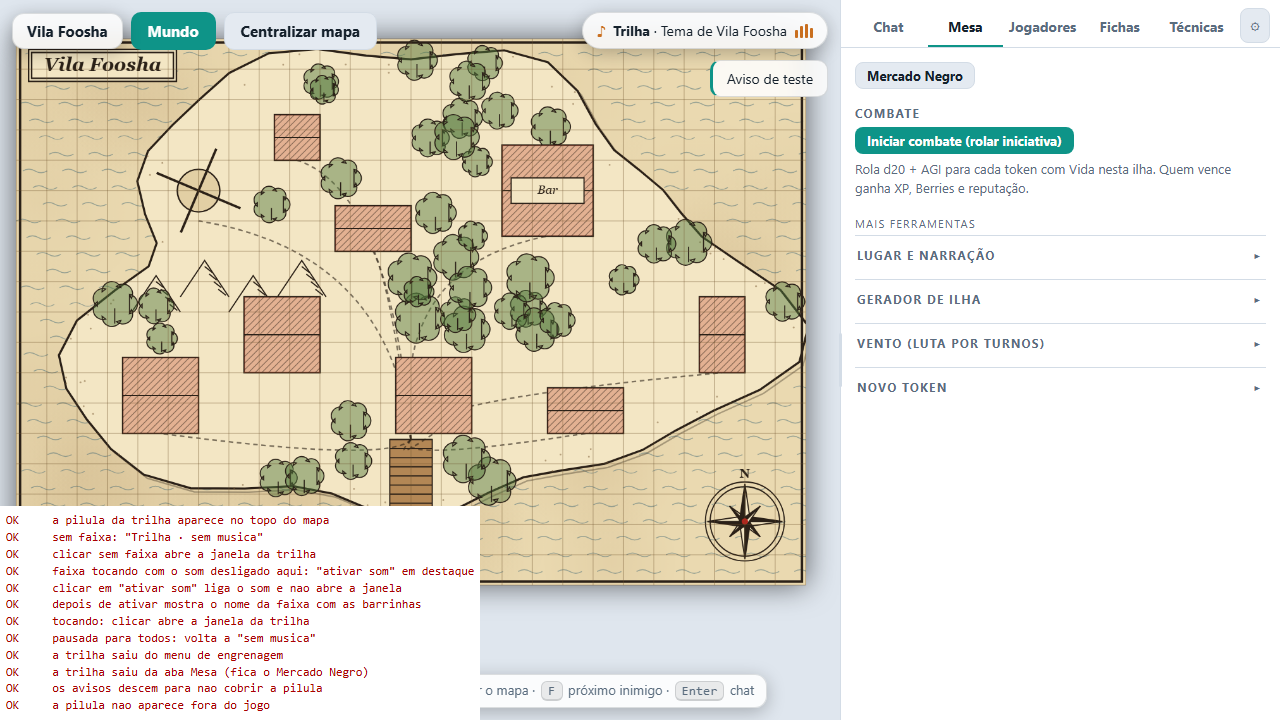 Vila Foosha
Mundo
Centralizar mapa
♪ Trilha · Tema de Vila Foosha
Chat
Mesa
Jogadores
Fichas
Técnicas
Vila Foosha
Aviso de teste
Mercado Negro
COMBATE
Iniciar combate (rolar iniciativa)
Rola d20 + AGI para cada token com Vida nesta ilha. Quem vence
ganha XP, Berries e reputação.
MAIS FERRAMENTAS
LUGAR E NARRAÇÃO
GERADOR DE ILHA
VENTO (LUTA POR TURNOS)
NOVO TOKEN
Bar
N
OK a pilula da trilha aparece no topo do mapa
OK sem faixa: "Trilha · sem musica"
OK clicar sem faixa abre a janela da trilha
OK faixa tocando com o som desligado aqui: "ativar som" em destaque
OK clicar em "ativar som" liga o som e nao abre a janela
OK depois de ativar mostra o nome da faixa com as barrinhas
OK tocando: clicar abre a janela da trilha
OK pausada para todos: volta a "sem musica"
OK a trilha saiu do menu de engrenagem
OK a trilha saiu da aba Mesa (fica o Mercado Negro)
OK os avisos descem para nao cobrir a pilula
OK a pilula nao aparece fora do jogo
o mapa · F próximo inimigo · Enter chat